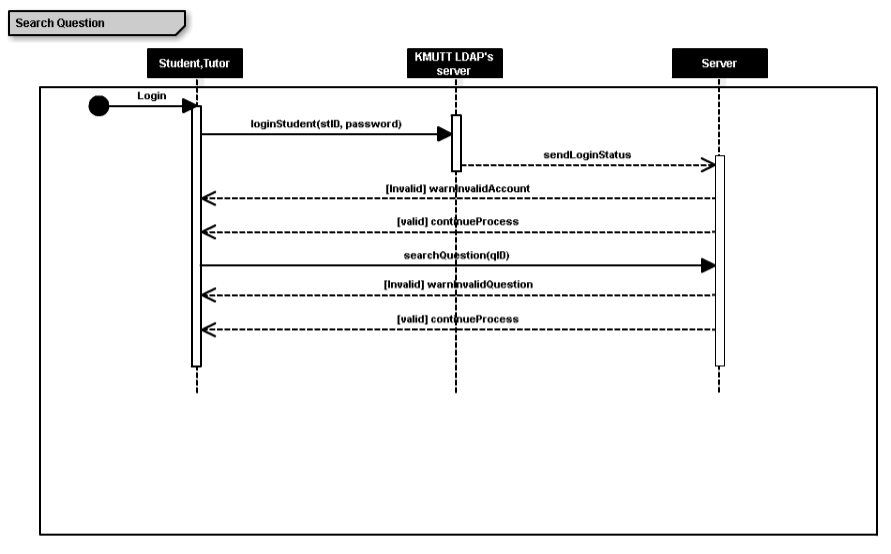 Search Question
Student,Tutor
KMUTT LDAP's
server
Server
Login
loginStudent(stID, password)
sendLoginStatus
[Invalid] warnInvalidAccount
[valid] continueProcess
searchQuestion(qID)
[Invalid] warnInvalidQuestion
[valid] continueProcess